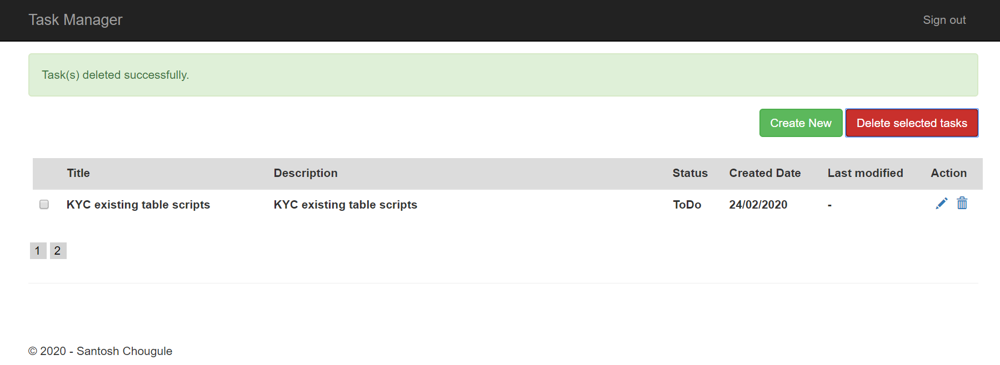 Task Manager Sign out
Task(s) deleted successfully.
Create New Delete selected tasks
Title Description Status Created Date Last modified Action
KYC existing table scripts KYC existing table scripts ToDo 24/02/2020 -
1 2
© 2020 - Santosh Chougule